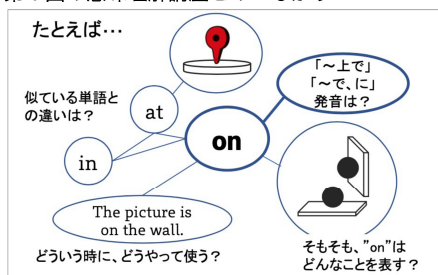 たとえば…
「～上で」
「～で、に」
発音は？
似ている単語と
の違いは？
at
on
in
The picture is
on the wall.
どういう時に、どうやって使う？
そもそも、”on”は
どんなことを表す？